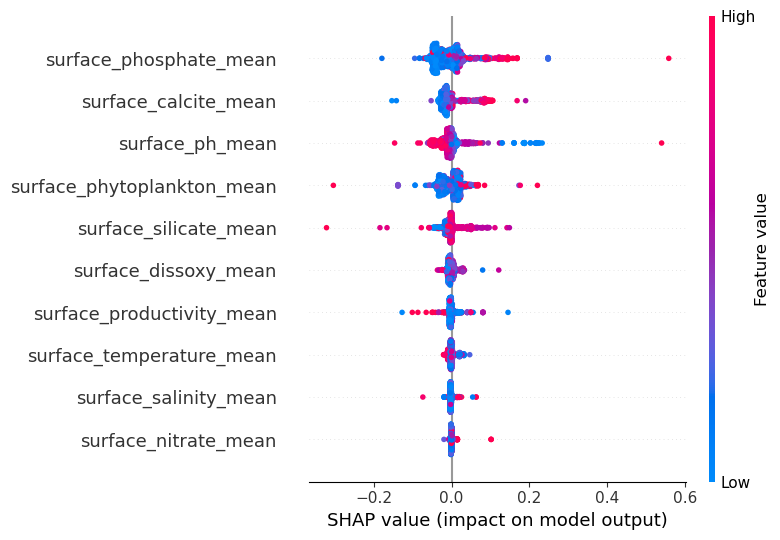 High
surface_phosphate_mean
surface_calcite_mean
surface_ph_mean
surface_phytoplankton_mean
surface_silicate_mean
surface_dissoxy_mean
surface_productivity_mean
surface_temperature_mean
surface_salinity_mean
surface_nitrate_mean
Feature value
Low
−0.2 0.0 0.2 0.4 0.6
SHAP value (impact on model output)